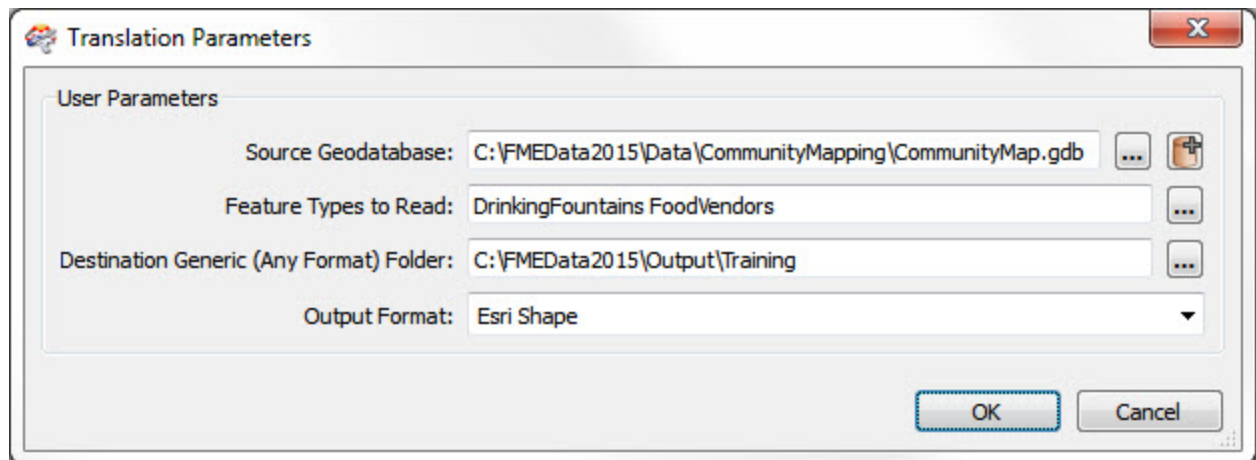 Translation Parameters
User Parameters
Source Geodatabase: C:\FMEData2015\Data\CommunityMapping\CommunityMap.gdb ...
Feature Types to Read: DrinkingFountains FoodVendors ...
Destination Generic (Any Format) Folder: C:\FMEData2015\Output\Training ...
Output Format: Esri Shape
OK Cancel